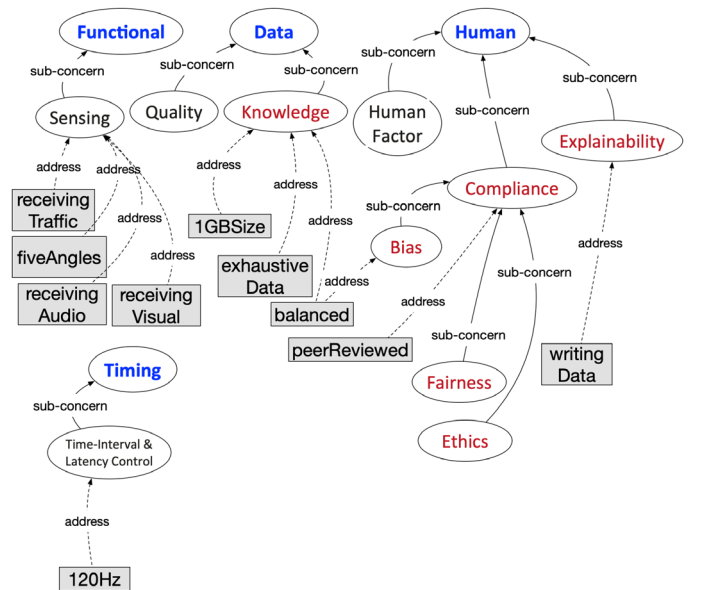 Functional
Data
Human
sub-concern
sub-concern
sub-concern
sub-concern
sub-concern
sub-concern
Sensing
Quality
Knowledge
Human
Factor
Explainability
address
address
address
address
receiving
Traffic
address
address
address
Compliance
sub-concern
1GBSize
fiveAngles
address
Bias
sub-concern
address
receiving
Audio
receiving
Visual
exhaustive
Data
address
address
balanced
peerReviewed
sub-concern
writing
Data
Timing
Fairness
sub-concern
Time-Interval &
Latency Control
Ethics
address
120Hz